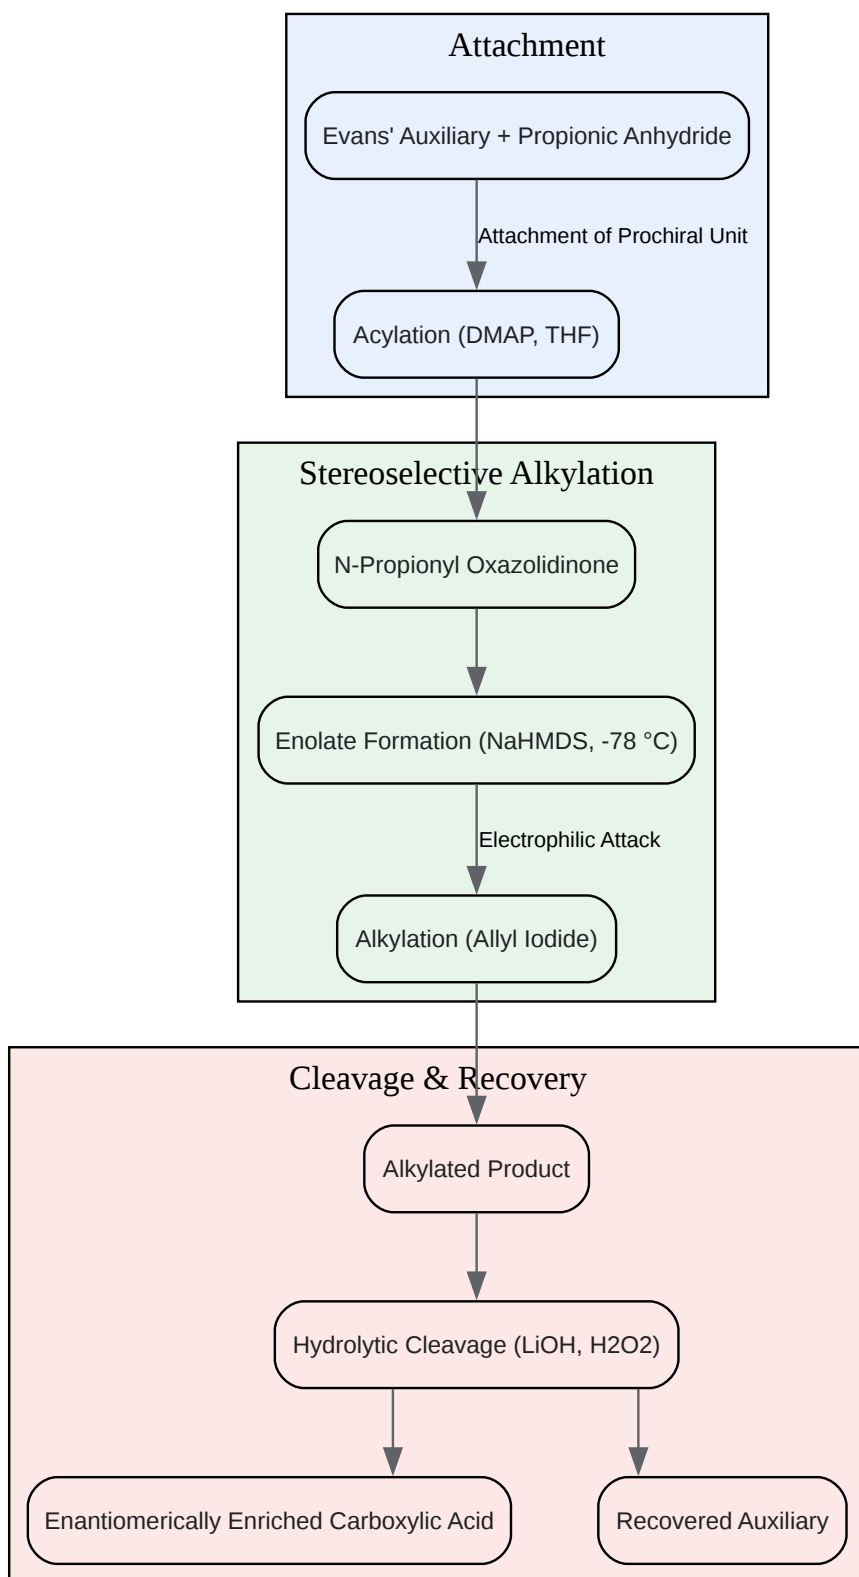 Attachment
Evans' Auxiliary + Propionic Anhydride
Attachment of Prochiral Unit
Acylation (DMAP, THF)
Stereoselective Alkylation
N-Propionyl Oxazolidinone
Enolate Formation (NaHMDS, -78 °C)
Electrophilic Attack
Alkylation (Allyl Iodide)
Cleavage & Recovery
Alkylated Product
Hydrolytic Cleavage (LiOH, H2O2)
Enantiomerically Enriched Carboxylic Acid
Recovered Auxiliary